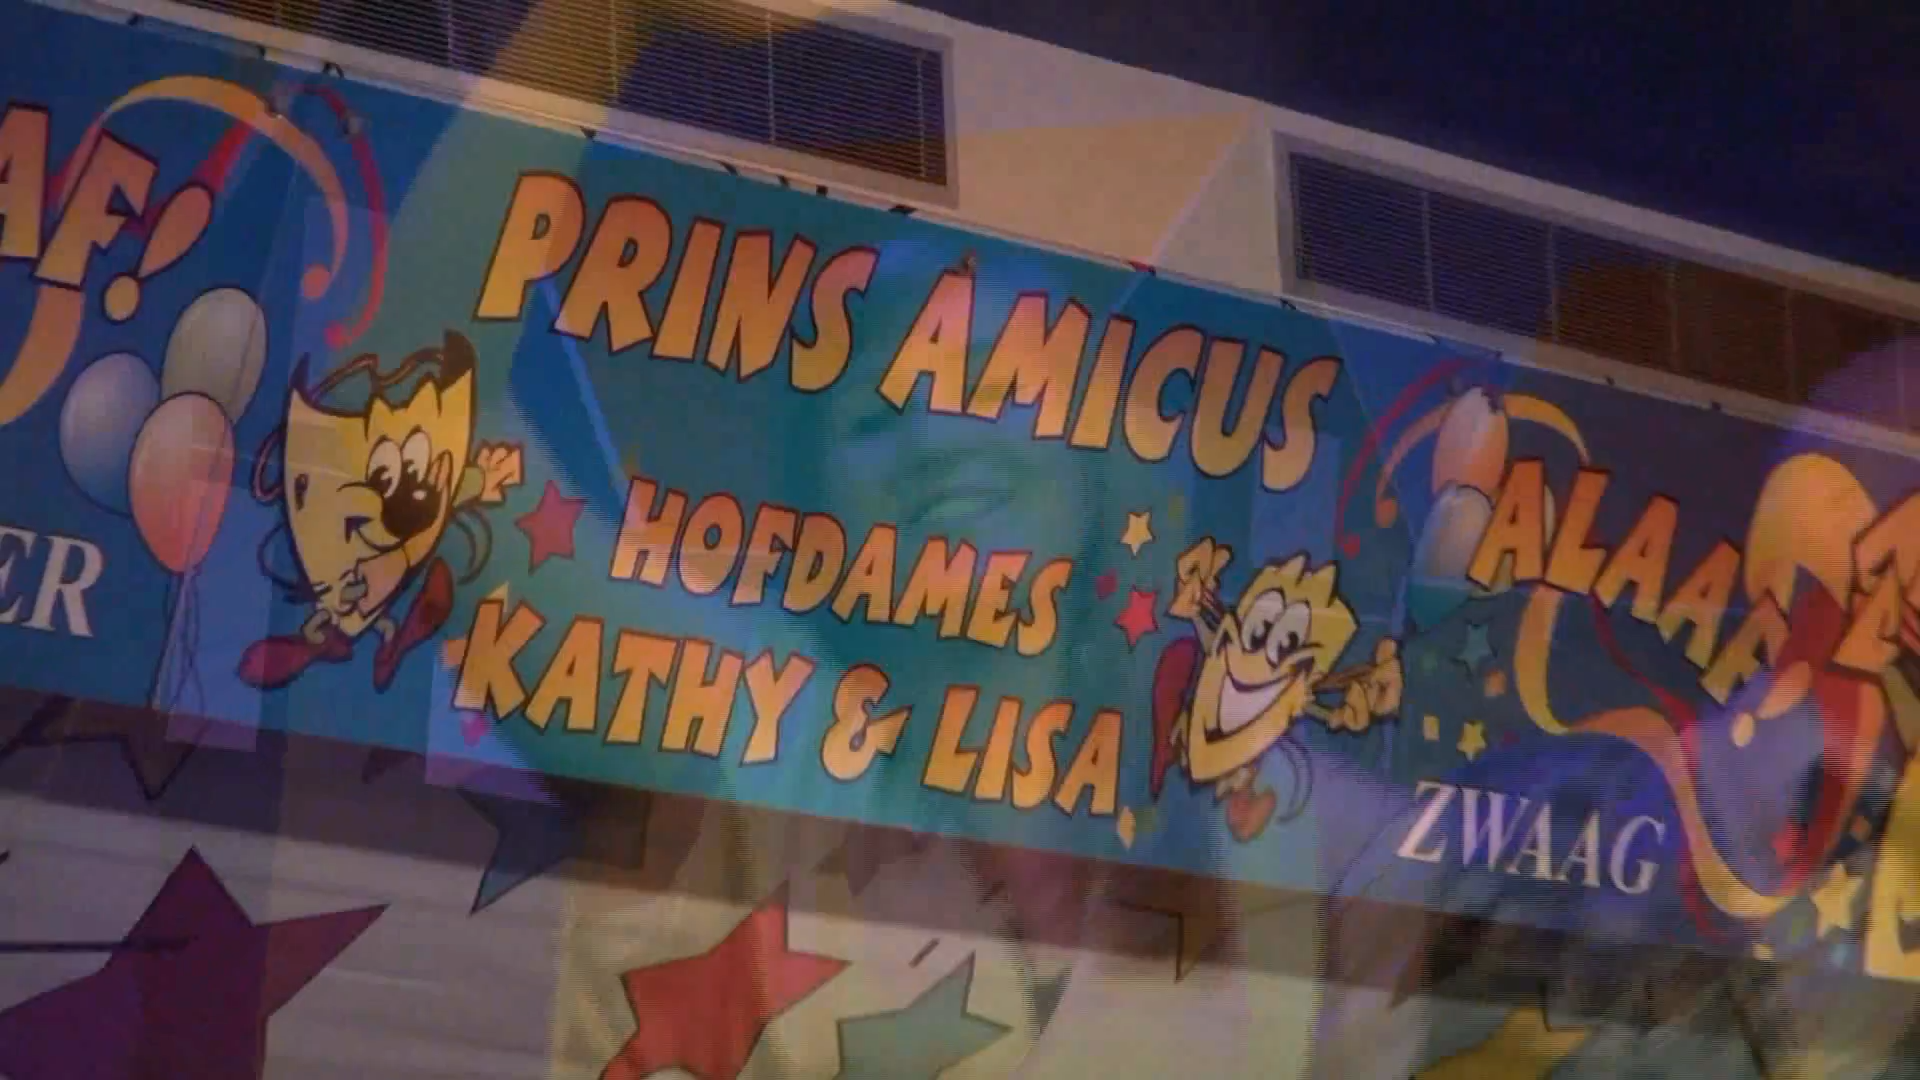 AF!
ER
PRINS AMICUS
HOFDAMES
KATHY & LISA
ALAAF
ZWAAG